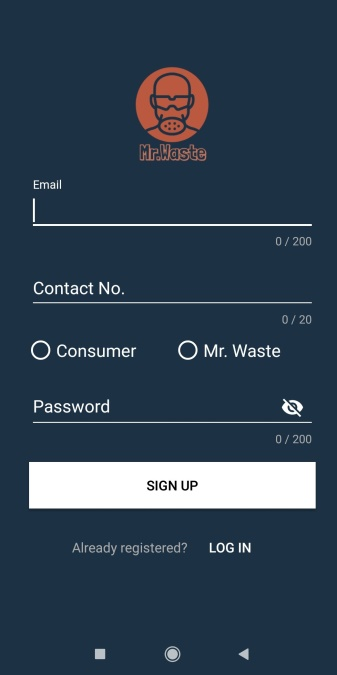 Mr.Waste
Email
0 / 200
Contact No.
0 / 20
Consumer Mr. Waste
Password
0 / 200
SIGN UP
Already registered? LOG IN